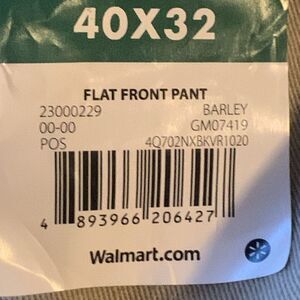 40X32
FLAT FRONT PANT
23000229 BARLEY
00-00 GM07419
POS 4Q702NXBKVR1020
4 893966 206427
Walmart.com